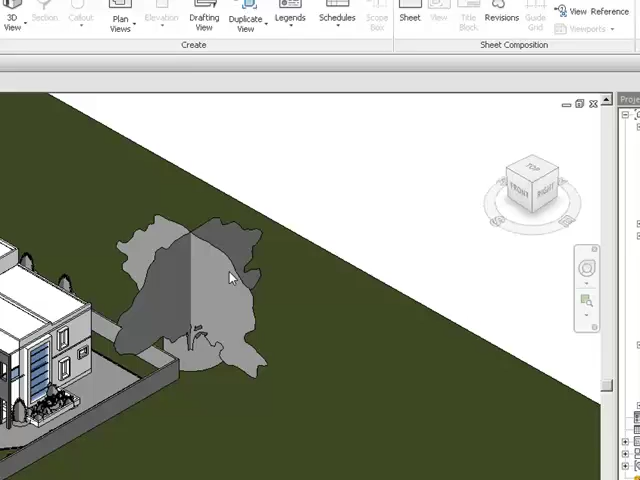 3D View Section Callout Plan Views Elevation Drafting View Duplicate View Legends Schedules Scope Box Sheet View Title Block Revisions Guide Grid View Reference
Viewports
Create Sheet Composition
Proje
TOP
FRONT RIGHT